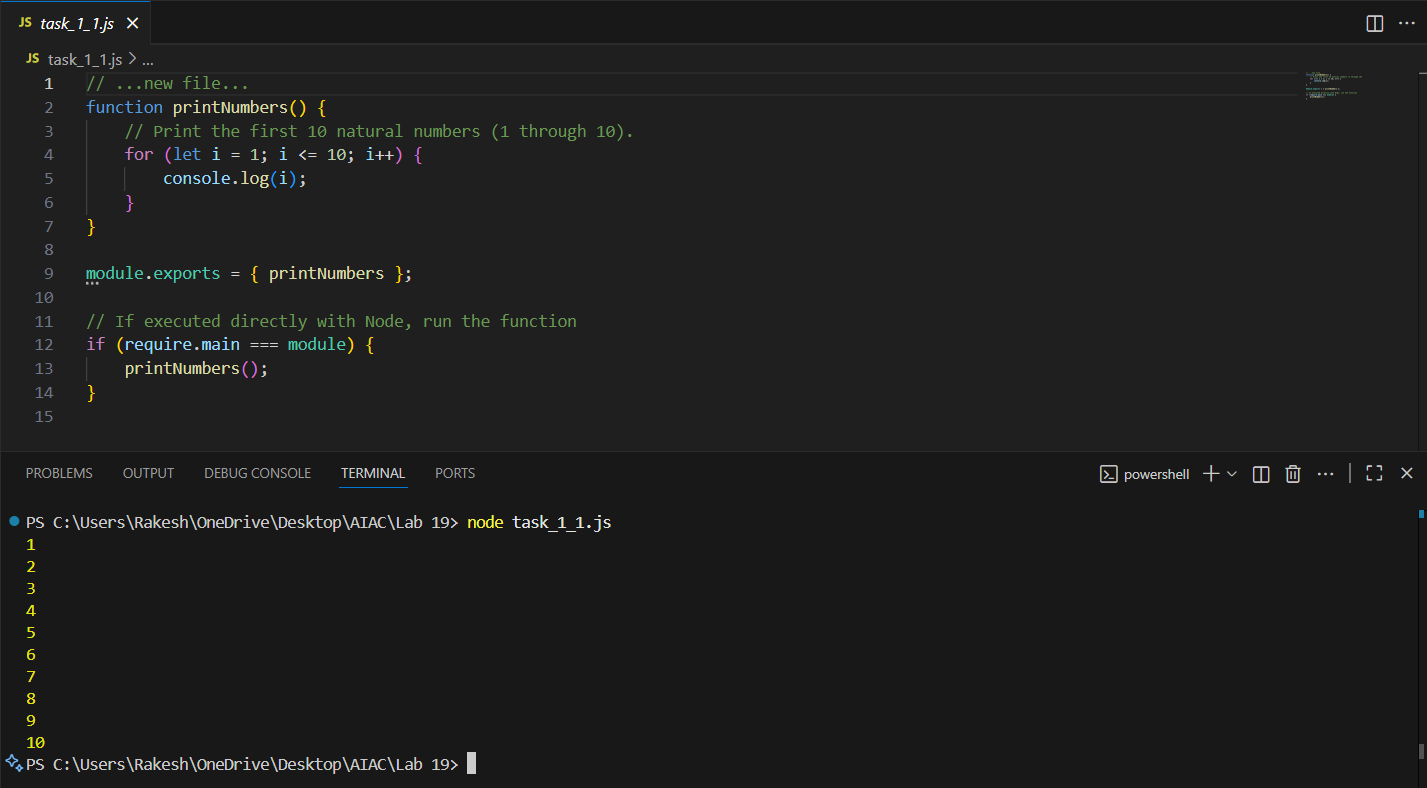 JS task_1_1.js
JS task_1_1.js > ...
1 // ...new file...
2 function printNumbers() {
3     // Print the first 10 natural numbers (1 through 10).
4     for (let i = 1; i <= 10; i++) {
5         console.log(i);
6     }
7 }
8
9 module.exports = { printNumbers };
10
11 // If executed directly with Node, run the function
12 if (require.main === module) {
13     printNumbers();
14 }
15
PROBLEMS OUTPUT DEBUG CONSOLE TERMINAL PORTS powershell
PS C:\Users\Rakesh\OneDrive\Desktop\AIAC\Lab 19> node task_1_1.js
1
2
3
4
5
6
7
8
9
10
PS C:\Users\Rakesh\OneDrive\Desktop\AIAC\Lab 19>